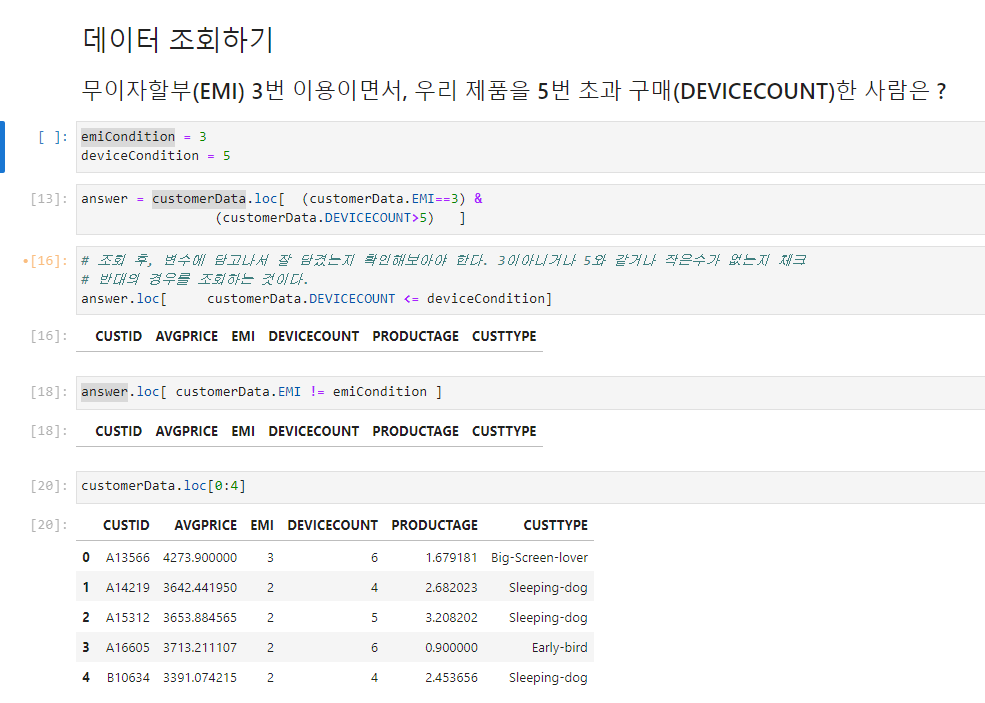 데이터 조회하기
무이자할부(EMI) 3번 이용이면서, 우리 제품을 5번 초과 구매(DEVICECOUNT)한 사람은 ?
[ ]: emiCondition = 3
deviceCondition = 5
[13]: answer = customerData.loc[ (customerData.EMI==3) &
(customerData.DEVICECOUNT>5) ]
[16]: # 조회 후, 변수에 담고나서 잘 담겼는지 확인해보아야 한다. 3이아니거나 5와 같거나 작은수가 없는지 체크
# 반대의 경우를 조회하는 것이다.
answer.loc[ customerData.DEVICECOUNT <= deviceCondition]
[16]: CUSTID AVGPRICE EMI DEVICECOUNT PRODUCTAGE CUSTTYPE
[18]: answer.loc[ customerData.EMI != emiCondition ]
[18]: CUSTID AVGPRICE EMI DEVICECOUNT PRODUCTAGE CUSTTYPE
[20]: customerData.loc[0:4]
[20]: CUSTID AVGPRICE EMI DEVICECOUNT PRODUCTAGE CUSTTYPE
0 A13566 4273.900000 3 6 1.679181 Big-Screen-lover
1 A14219 3642.441950 2 4 2.682023 Sleeping-dog
2 A15312 3653.884565 2 5 3.208202 Sleeping-dog
3 A16605 3713.211107 2 6 0.900000 Early-bird
4 B10634 3391.074215 2 4 2.453656 Sleeping-dog